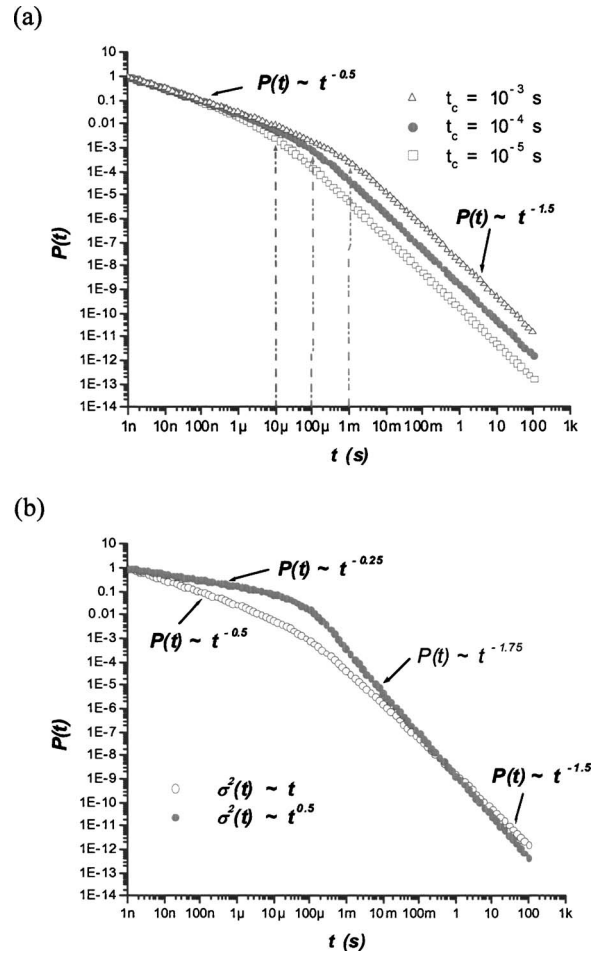 (a)
10
1
0.1
0.01
1E-3
1E-4
1E-5
1E-6
1E-7
1E-8
1E-9
1E-10
1E-11
1E-12
1E-13
1E-14
P(t)
P(t) ~ t^-0.5
t_c = 10^-3 s
t_c = 10^-4 s
t_c = 10^-5 s
P(t) ~ t^-1.5
1n 10n 100n 1µ 10µ 100µ 1m 10m 100m 1 10 100 1k
t (s)
(b)
10
1
0.1
0.01
1E-3
1E-4
1E-5
1E-6
1E-7
1E-8
1E-9
1E-10
1E-11
1E-12
1E-13
1E-14
P(t)
P(t) ~ t^-0.25
P(t) ~ t^-0.5
P(t) ~ t^-1.75
P(t) ~ t^-1.5
σ²(t) ~ t
σ²(t) ~ t^0.5
1n 10n 100n 1µ 10µ 100µ 1m 10m 100m 1 10 100 1k
t (s)